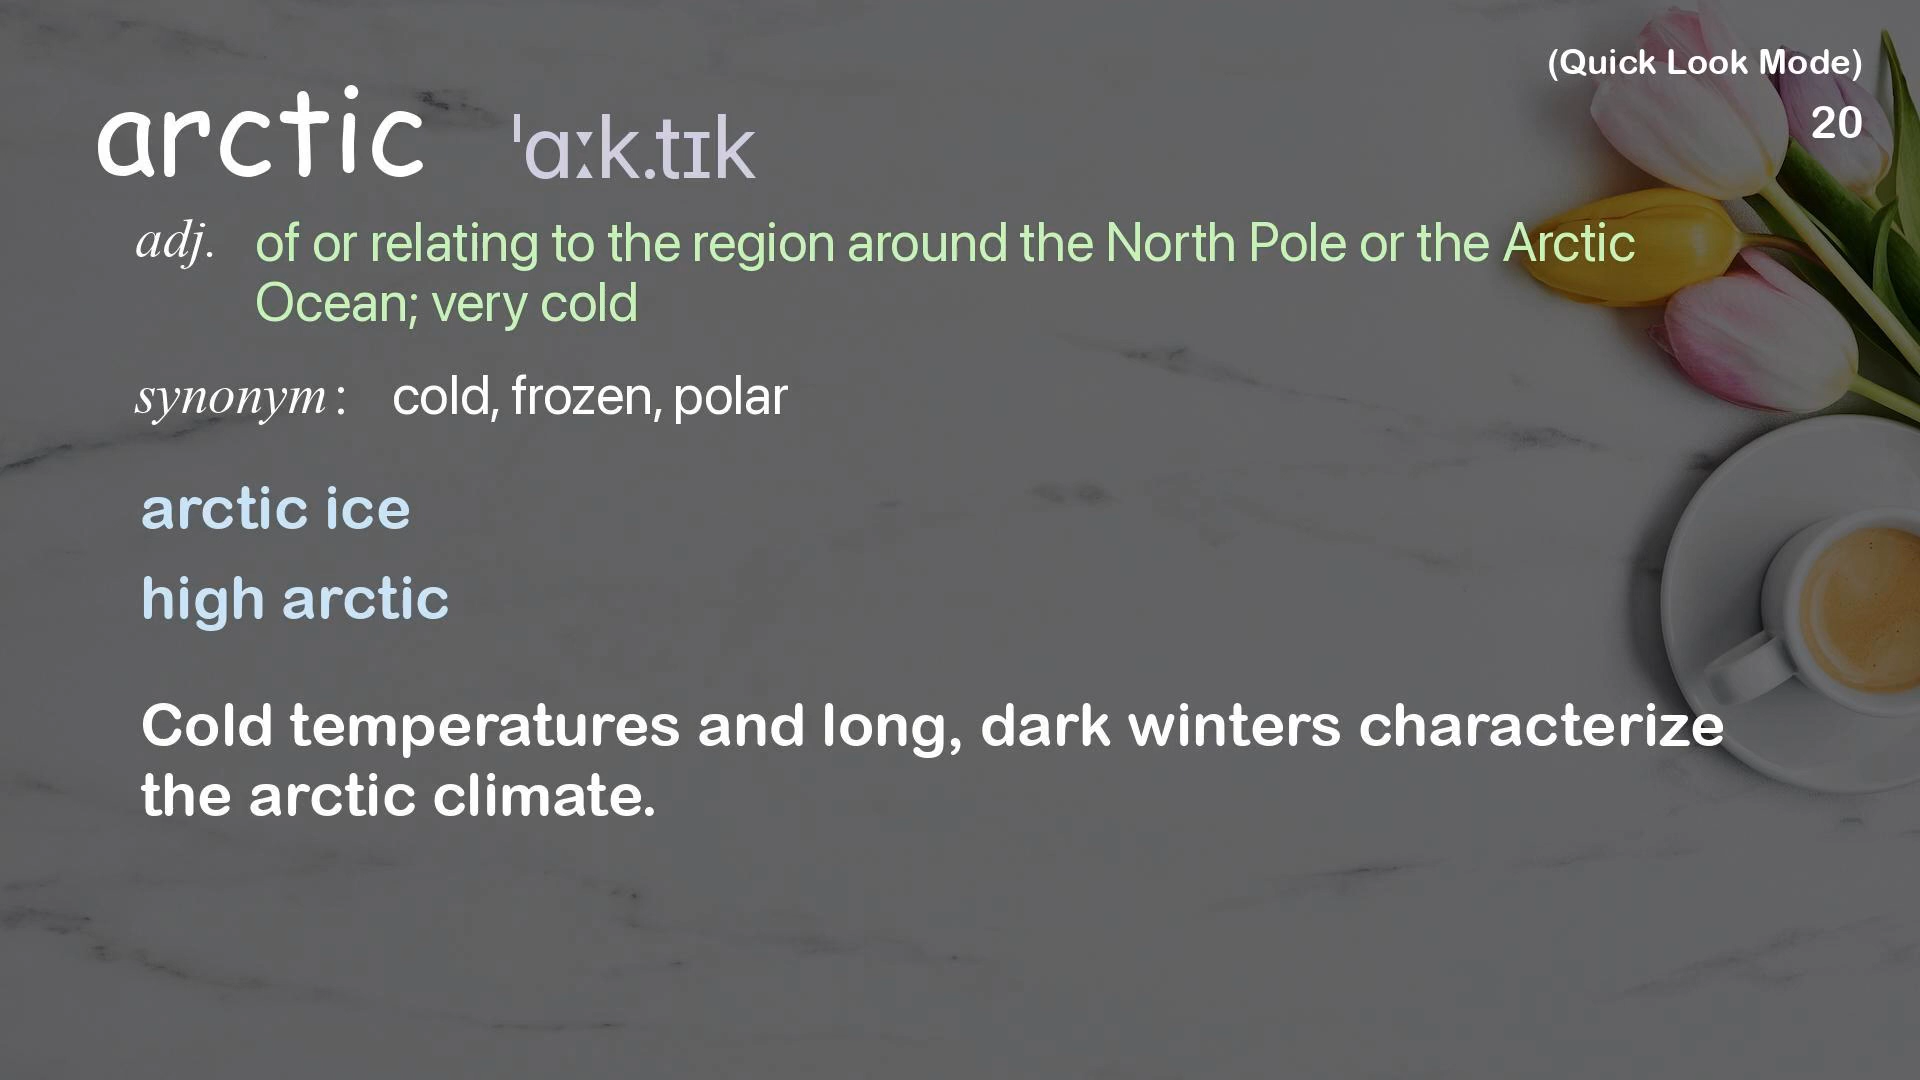 (Quick Look Mode)
20
arctic ˈɑːk.tɪk
adj. of or relating to the region around the North Pole or the Arctic
Ocean; very cold
synonym: cold, frozen, polar
arctic ice
high arctic
Cold temperatures and long, dark winters characterize
the arctic climate.